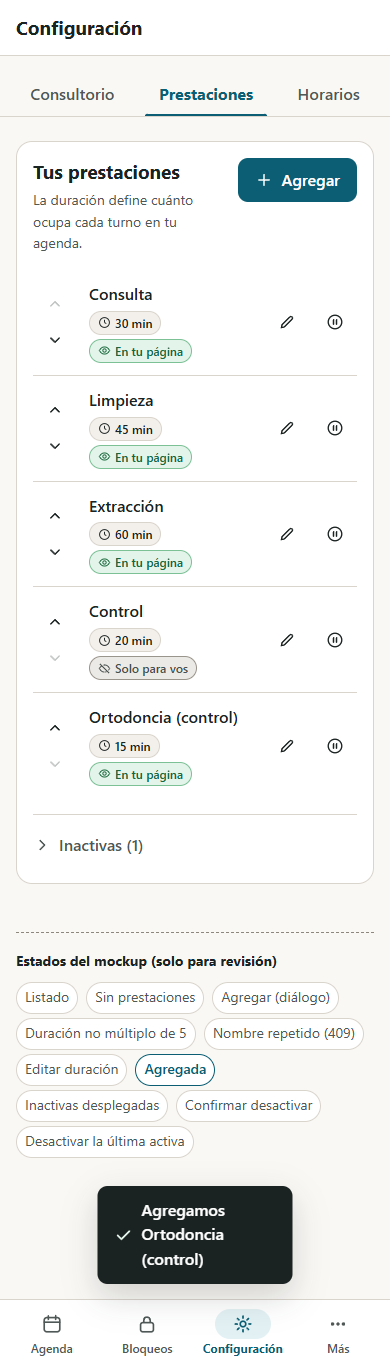 Configuración
Consultorio
Prestaciones
Horarios
Tus prestaciones
La duración define cuánto
ocupa cada turno en tu
agenda.
Agregar
Consulta
30 min
En tu página
Limpieza
45 min
En tu página
Extracción
60 min
En tu página
Control
20 min
Solo para vos
Ortodoncia (control)
15 min
En tu página
Inactivas (1)
Estados del mockup (solo para revisión)
Listado
Sin prestaciones
Agregar (diálogo)
Duración no múltiplo de 5
Nombre repetido (409)
Editar duración
Agregada
Inactivas desplegadas
Confirmar desactivar
Desactivar la última activa
Agregamos
Ortodoncia
(control)
Agenda
Bloqueos
Configuración
Más